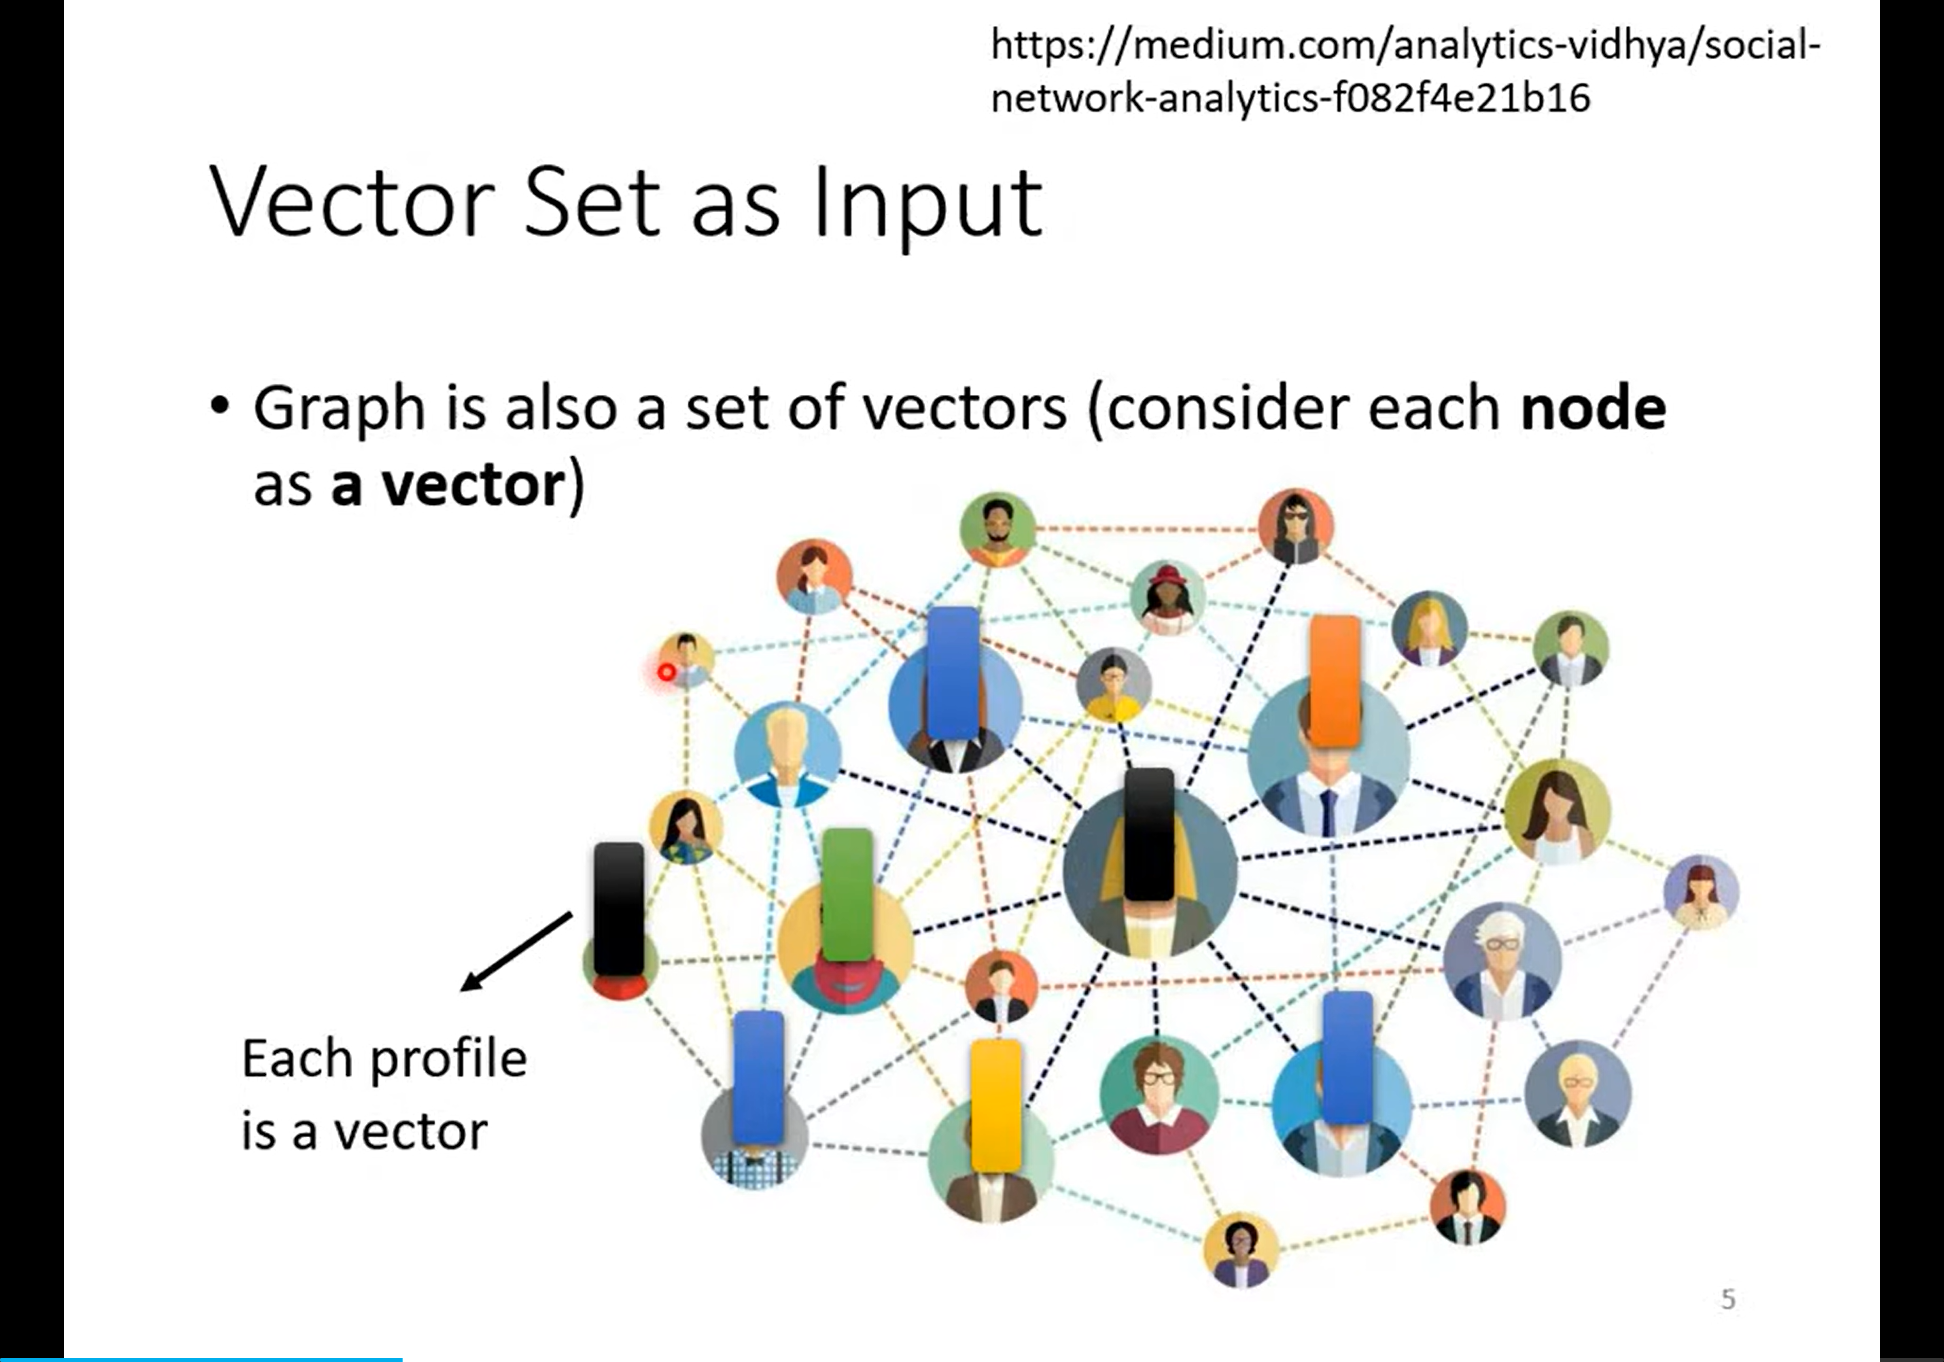 https://medium.com/analytics-vidhya/social-
network-analytics-f082f4e21b16
Vector Set as Input
• Graph is also a set of vectors (consider each node
as a vector)
Each profile
is a vector
5